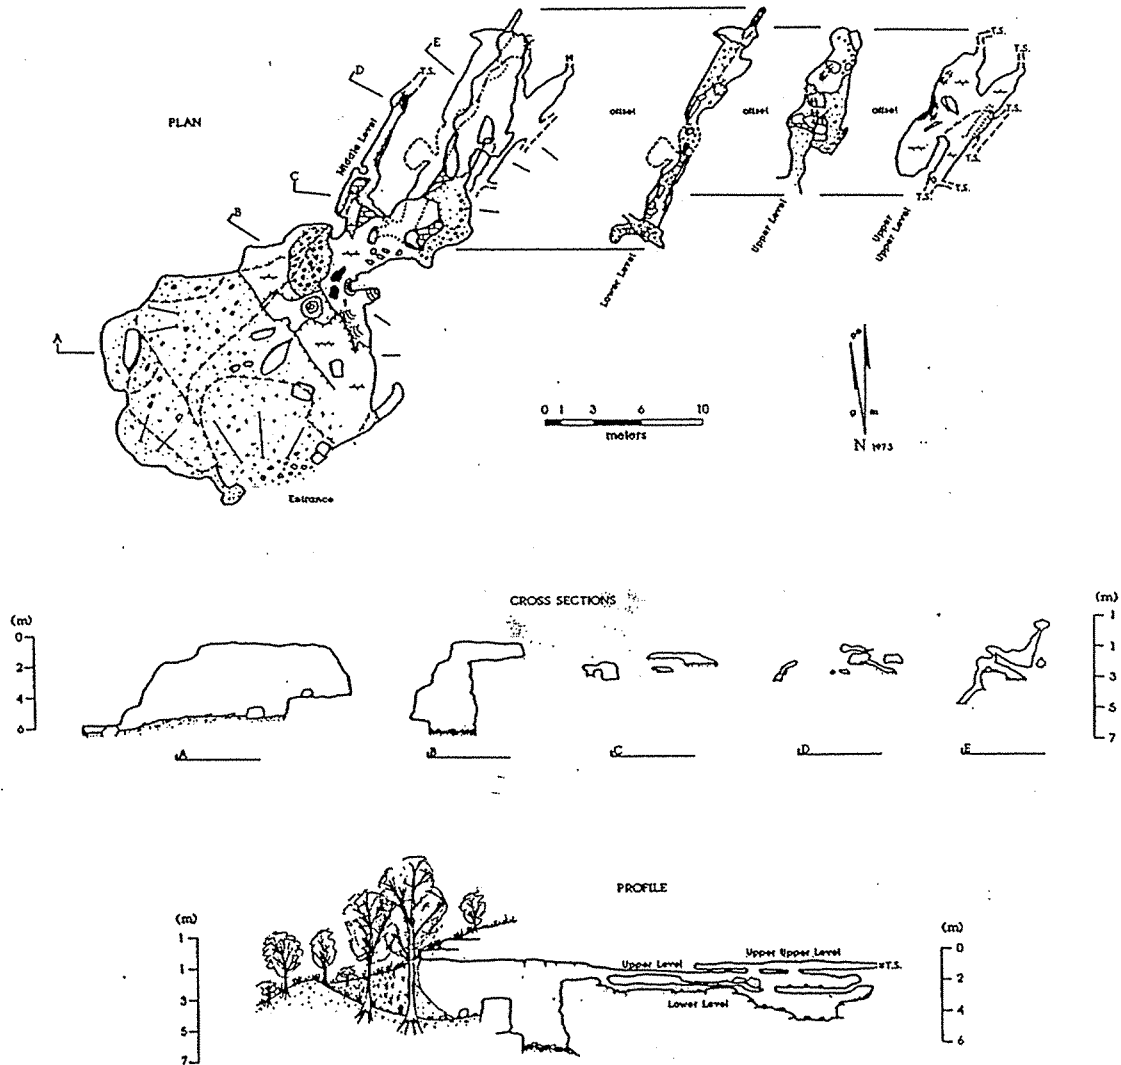 PLAN
A
B
C
D
E
Middle Level
T.S.
M
Entrance
Offset
Offset
Offset
Lower Level
Upper Level
Upper
Upper Level
T.S.
T.S.
T.S.
T.S.
T.S.
T.S.
0 1 3 6 10
meters
N 1975
CROSS SECTIONS
(m)
0
2
4
6
A
B
C
D
E
(m)
1
1
3
5
7
PROFILE
(m)
1
1
3
5
7
Upper Level
Upper Upper Level
T.S.
Lower Level
(m)
0
2
4
6